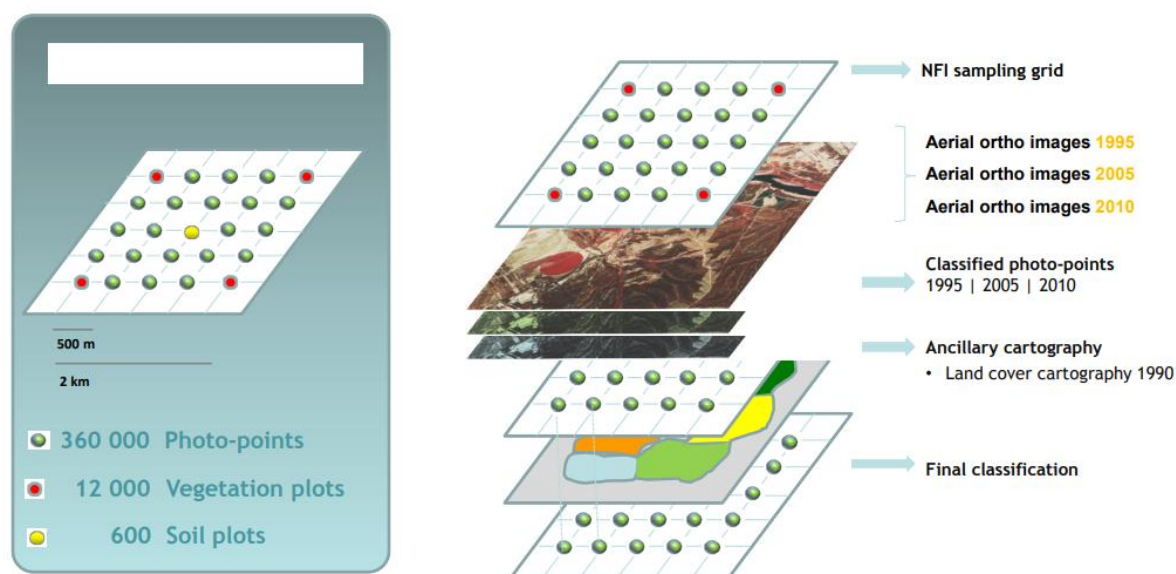 500 m
2 km
360 000 Photo-points
12 000 Vegetation plots
600 Soil plots
NFI sampling grid
Aerial ortho images 1995
Aerial ortho images 2005
Aerial ortho images 2010
Classified photo-points
1995 | 2005 | 2010
Ancillary cartography
• Land cover cartography 1990
Final classification